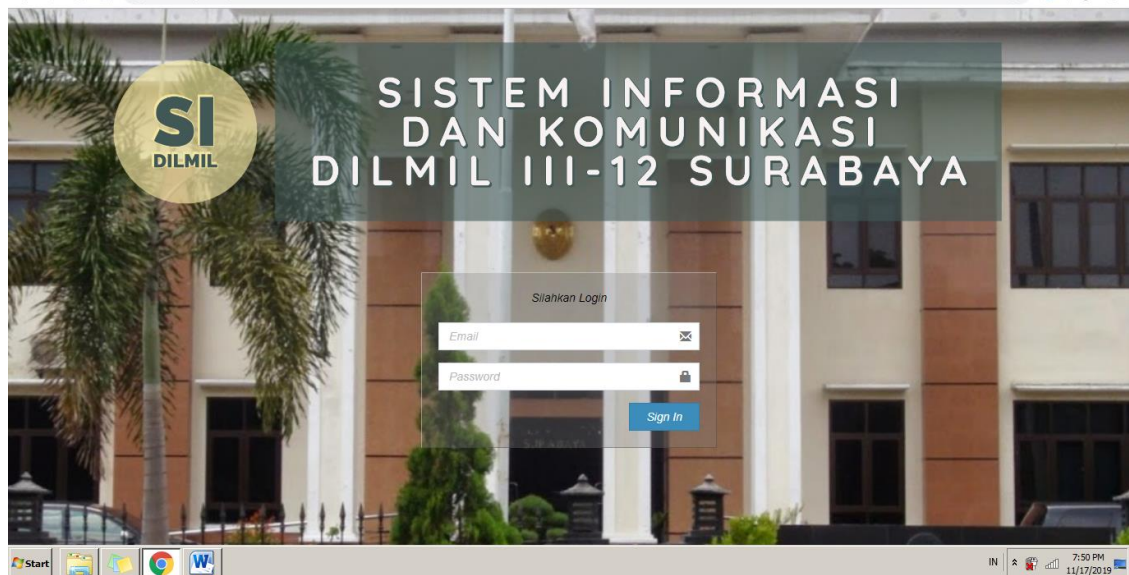 SI
DILMIL
SISTEM INFORMASI
DAN KOMUNIKASI
DILMIL III-12 SURABAYA
Silahkan Login
Email
Password
Sign In
SURABAYA
Start
IN
7:50 PM
11/17/2019